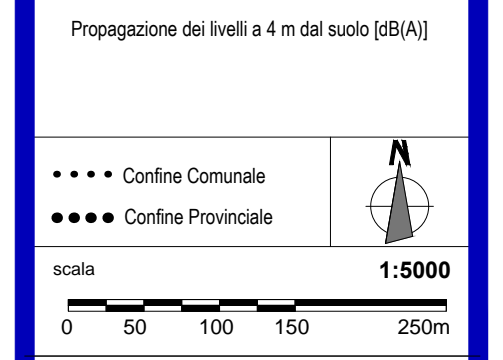 Propagazione dei livelli a 4 m dal suolo [dB(A)]
Confine Comunale
Confine Provinciale
N
scala
1:5000
0 50 100 150 250m